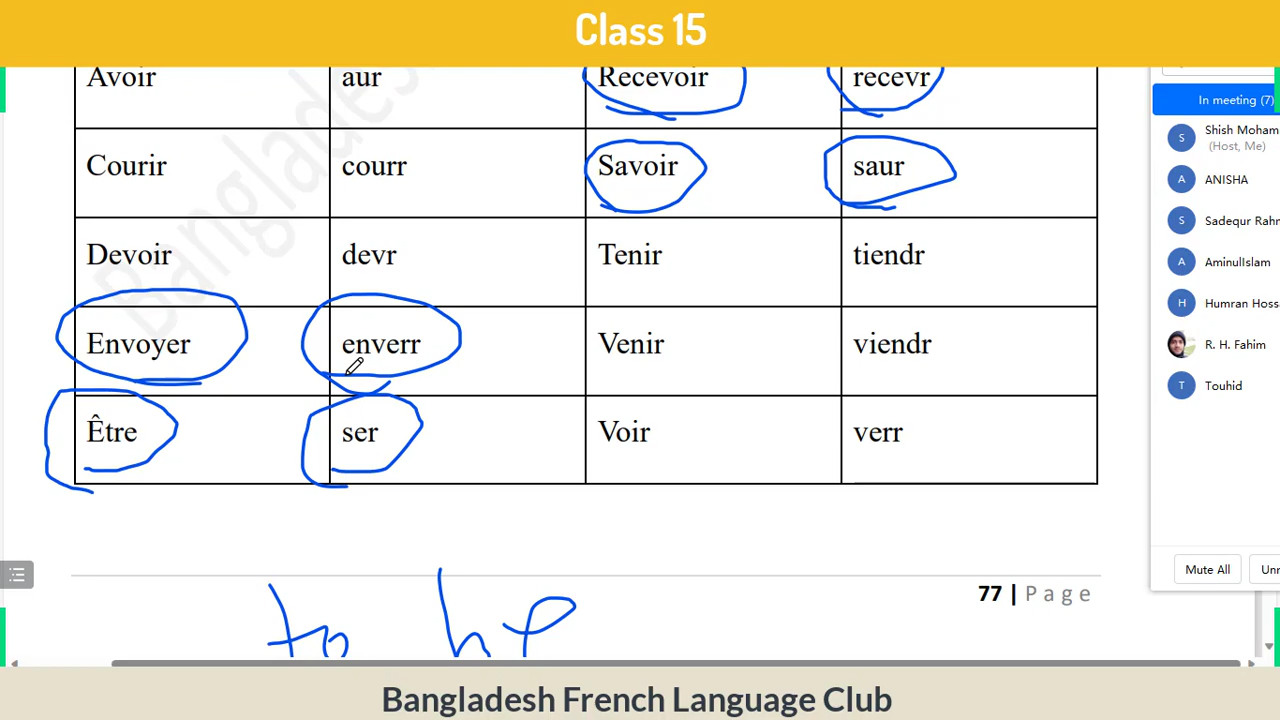 Class 15
Avoir aur Recevoir recevr
Courir courr Savoir saur
Devoir devr Tenir tiendr
Envoyer enverr Venir viendr
Être ser Voir verr
77 | Page
Banglades
In meeting (7)
Shish Moham
(Host, Me)
S
A ANISHA
S Sadequr Rahr
A AminulIslam
H Humran Hoss
R. H. Fahim
T Touhid
Mute All Unr
Bangladesh French Language Club